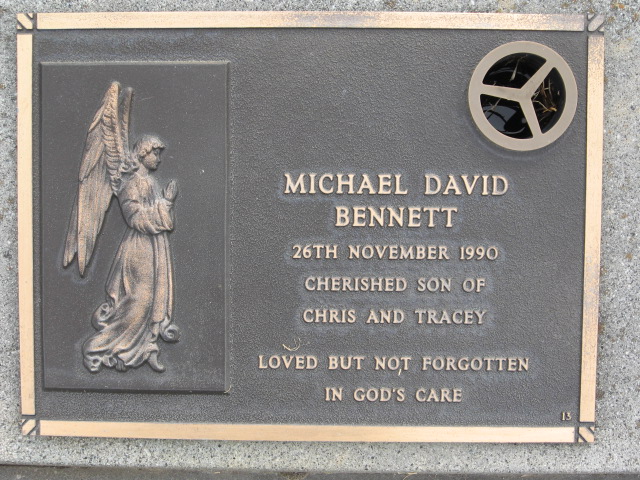 MICHAEL DAVID
BENNETT
26TH NOVEMBER 1990
CHERISHED SON OF
CHRIS AND TRACEY
LOVED BUT NOT FORGOTTEN
IN GOD'S CARE
13